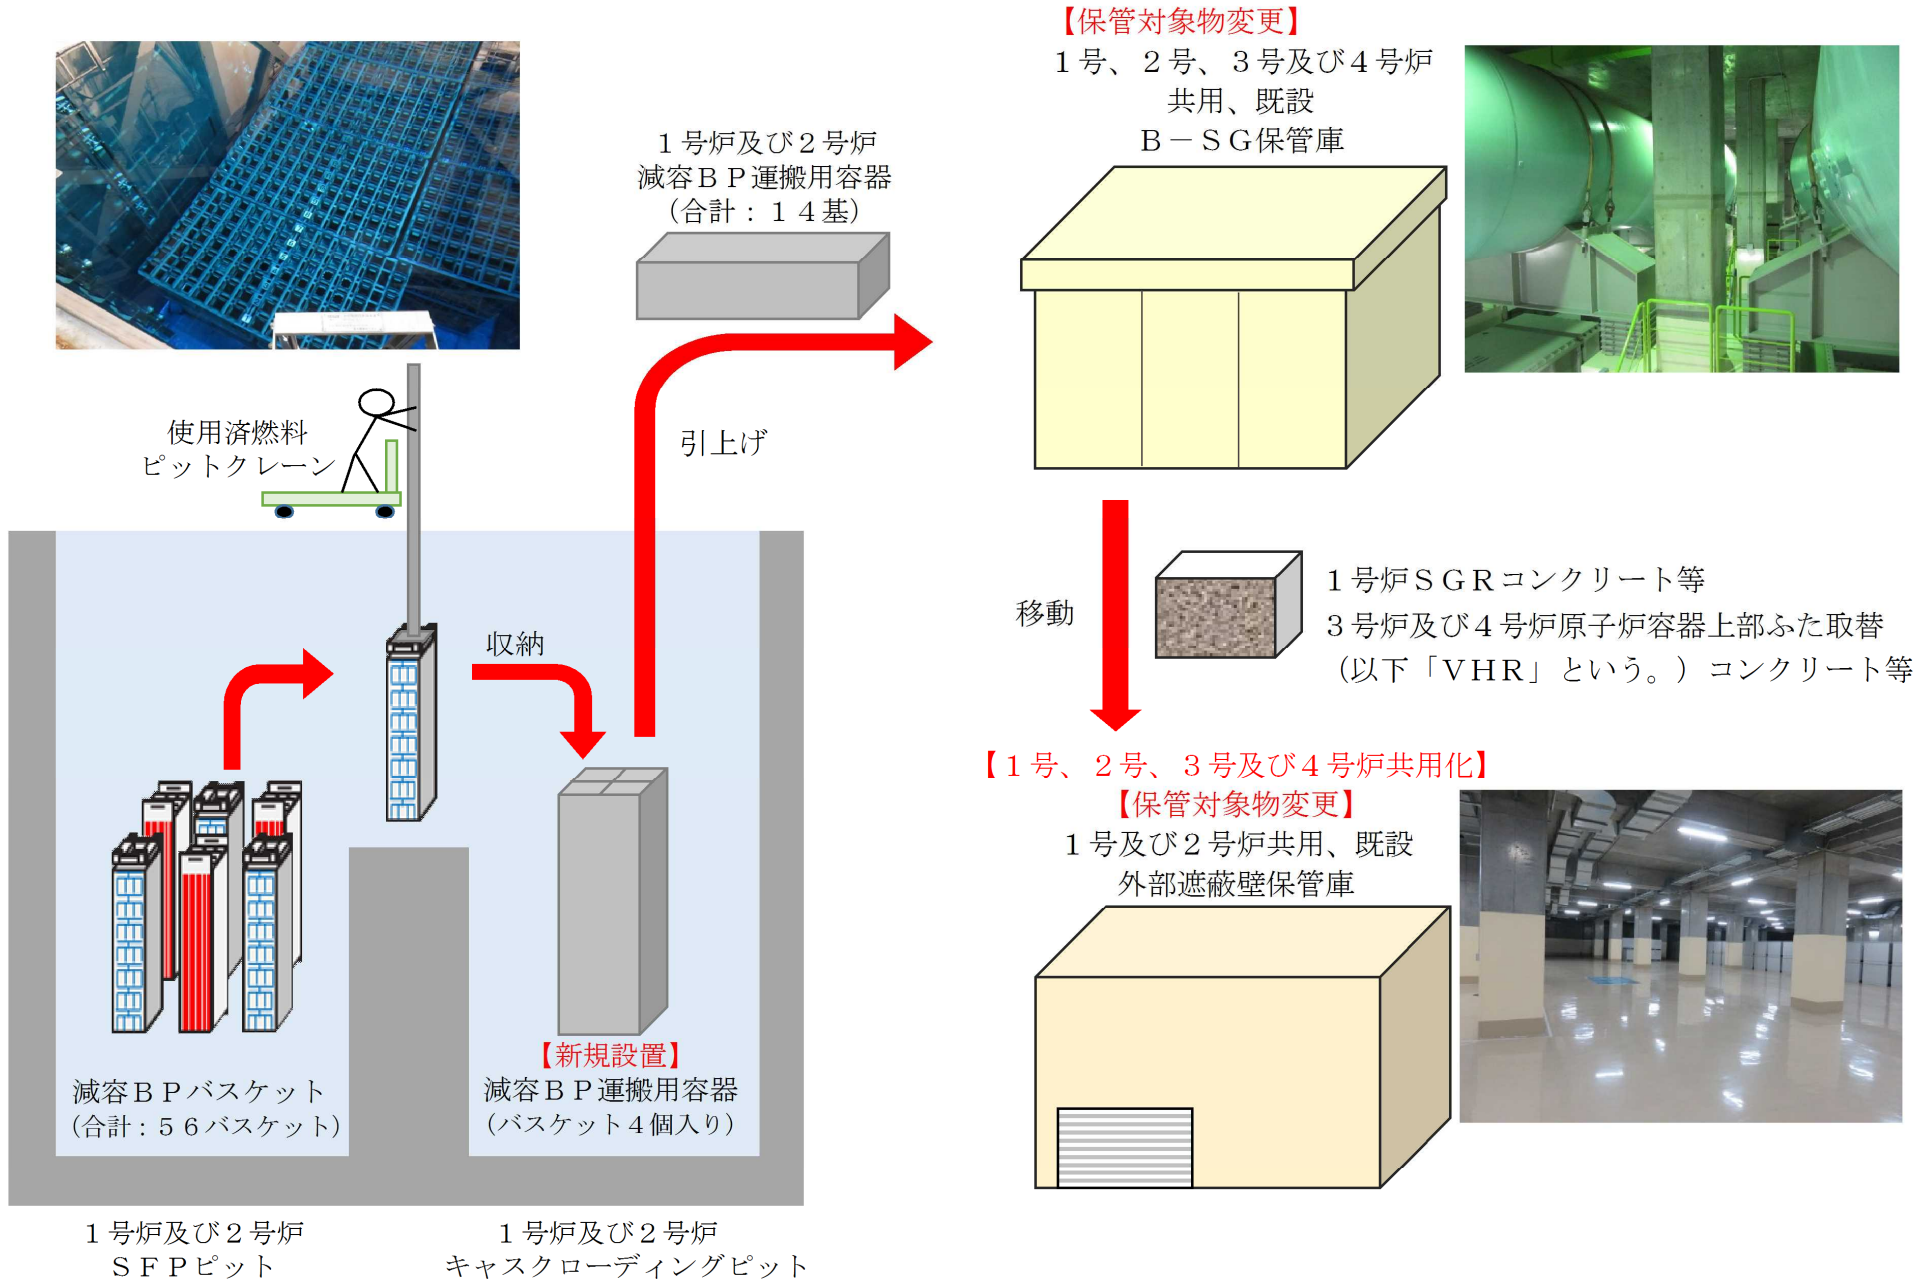 使用済燃料
ピットクレーン
収納
減容ＢＰバスケット
（合計：５６バスケット）
【新規設置】
減容ＢＰ運搬用容器
（バスケット４個入り）
１号炉及び２号炉
ＳＦＰピット
１号炉及び２号炉
キャスクローディングピット
１号炉及び２号炉
減容ＢＰ運搬用容器
（合計：１４基）
引上げ
【保管対象物変更】
１号、２号、３号及び４号炉
共用、既設
Ｂ－ＳＧ保管庫
移動
１号炉ＳＧＲコンクリート等
３号炉及び４号炉原子炉容器上部ふた取替
（以下「ＶＨＲ」という。）コンクリート等
【１号、２号、３号及び４号炉共用化】
【保管対象物変更】
１号及び２号炉共用、既設
外部遮蔽壁保管庫